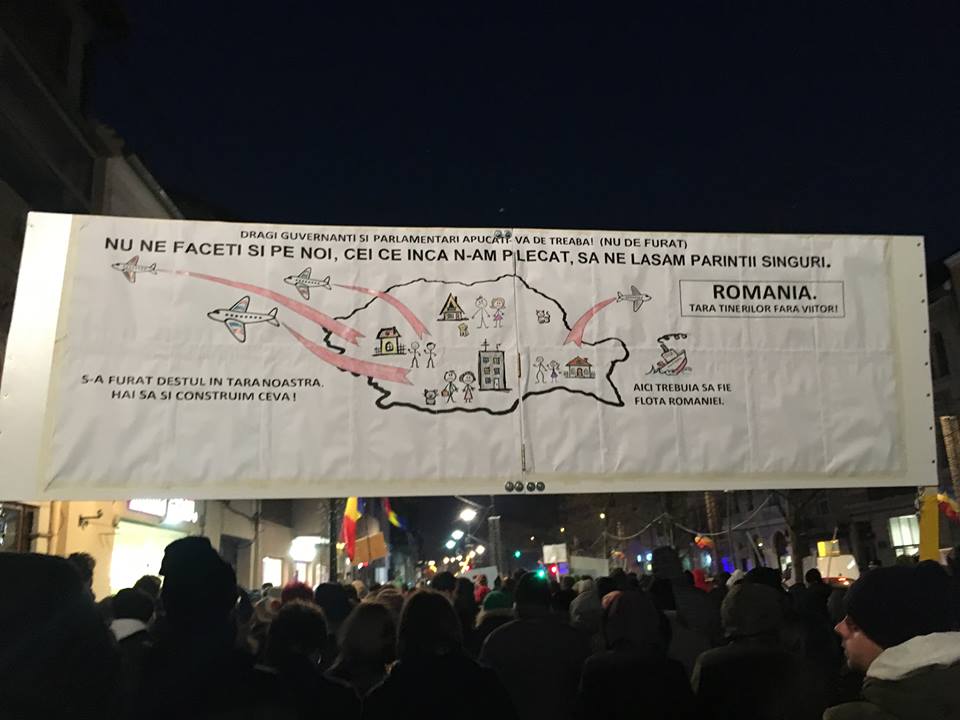 DRAGI GUVERNANTI SI PARLAMENTARI APUCATI-VA DE TREABA! (NU DE FURAT)
NU NE FACETI SI PE NOI, CEI CE INCA N-AM PLECAT, SA NE LASAM PARINTII SINGURI.
ROMANIA.
TARA TINERILOR FARA VIITOR!
S-A FURAT DESTUL IN TARA NOASTRA.
HAI SA SI CONSTRUIM CEVA!
AICI TREBUIA SA FIE
FLOTA ROMANIEI.